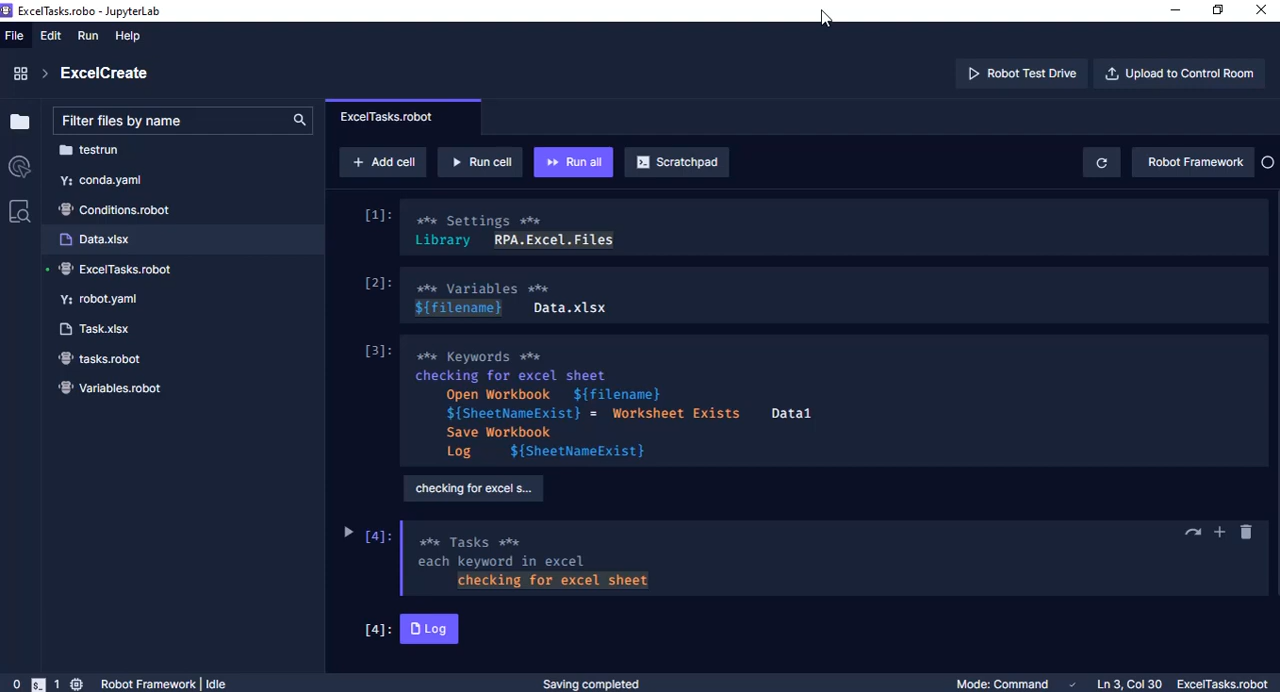 ExcelTasks.robo - JupyterLab
File Edit Run Help
ExcelCreate
Robot Test Drive
Upload to Control Room
Filter files by name
testrun
conda.yaml
Conditions.robot
Data.xlsx
ExcelTasks.robot
robot.yaml
Task.xlsx
tasks.robot
Variables.robot
ExcelTasks.robot
+ Add cell
Run cell
Run all
Scratchpad
Robot Framework
[1]:
*** Settings ***
Library RPA.Excel.Files
[2]:
*** Variables ***
${filename} Data.xlsx
[3]:
*** Keywords ***
checking for excel sheet
Open Workbook ${filename}
${SheetNameExist} = Worksheet Exists Data1
Save Workbook
Log ${SheetNameExist}
checking for excel s...
[4]:
*** Tasks ***
each keyword in excel
checking for excel sheet
[4]:
Log
0 1 Robot Framework | Idle
Saving completed
Mode: Command
Ln 3, Col 30
ExcelTasks.robot